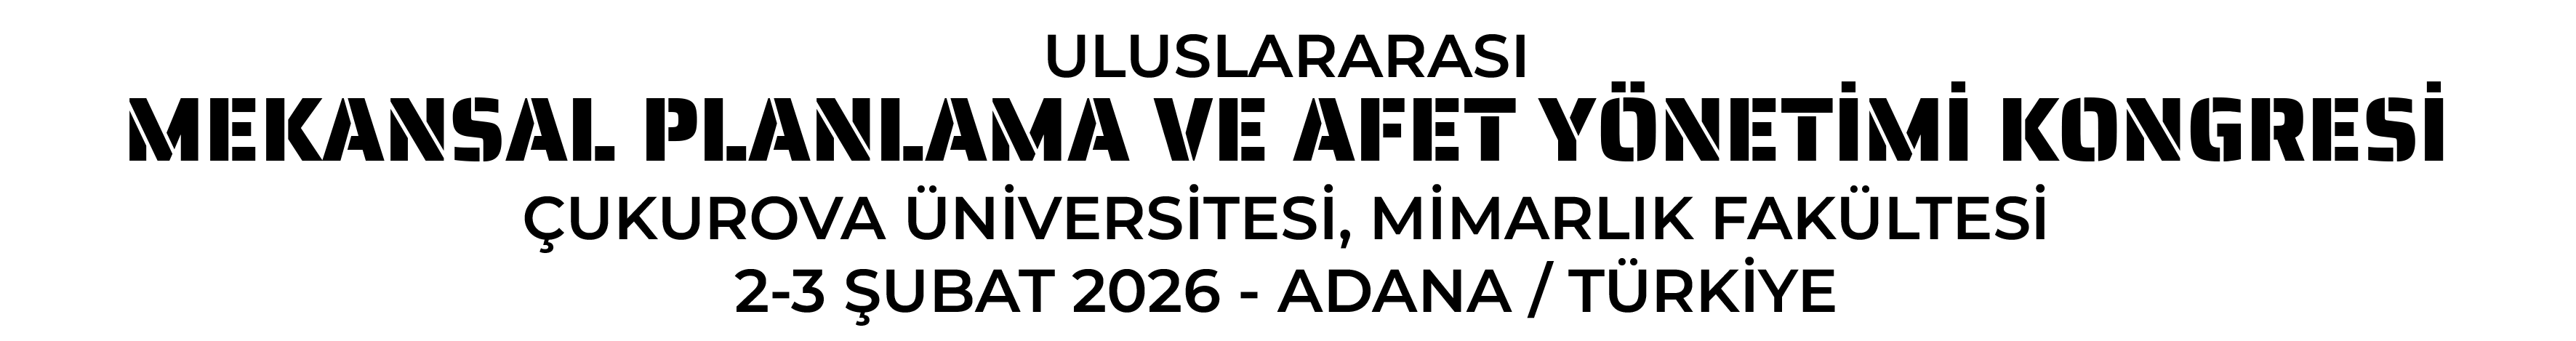 ULUSLARARASI
MEKANSAL PLANLAMA VE AFET YÖNETİMİ KONGRESİ
ÇUKUROVA ÜNİVERSİTESİ, MİMARLIK FAKÜLTESİ
2-3 ŞUBAT 2026 - ADANA / TÜRKİYE